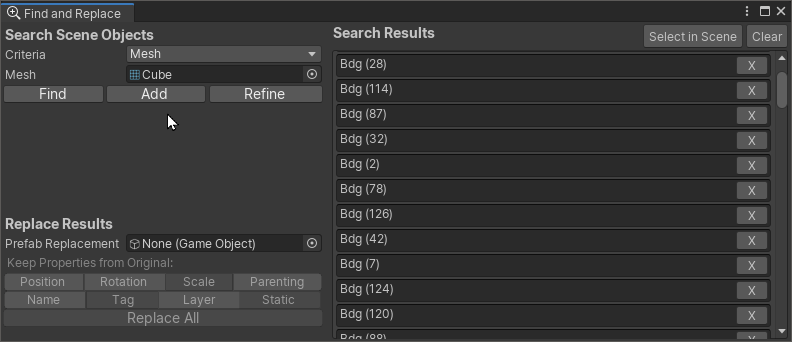 Find and Replace
Search Scene Objects
Criteria Mesh
Mesh Cube
Find Add Refine
Replace Results
Prefab Replacement None (Game Object)
Keep Properties from Original:
Position Rotation Scale Parenting
Name Tag Layer Static
Replace All
Search Results Select in Scene Clear
Bdg (28) X
Bdg (114) X
Bdg (87) X
Bdg (32) X
Bdg (2) X
Bdg (78) X
Bdg (126) X
Bdg (42) X
Bdg (7) X
Bdg (124) X
Bdg (120) X
Bdg (88) X